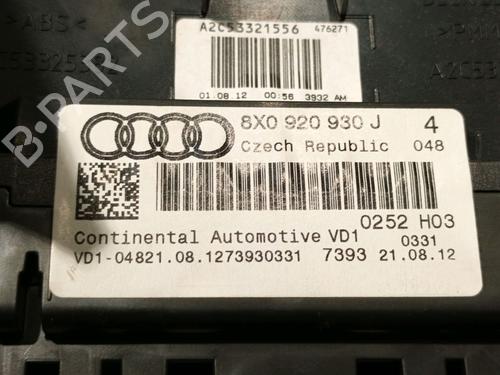 >ABS<
A2C53321556 476271
01.08.12 00:56 3932 AM
8X0 920 930 J 4
Czech Republic 048
0252 H03
Continental Automotive VD1 0331
VD1-04821.08.1273930331 7393 21.08.12